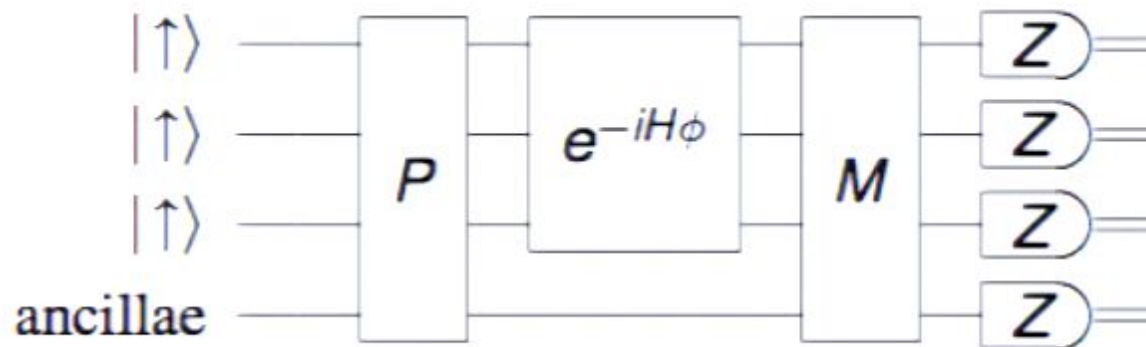 |↑⟩ Z
|↑⟩ e^{-iHϕ} Z
P M
|↑⟩ Z
ancillae Z